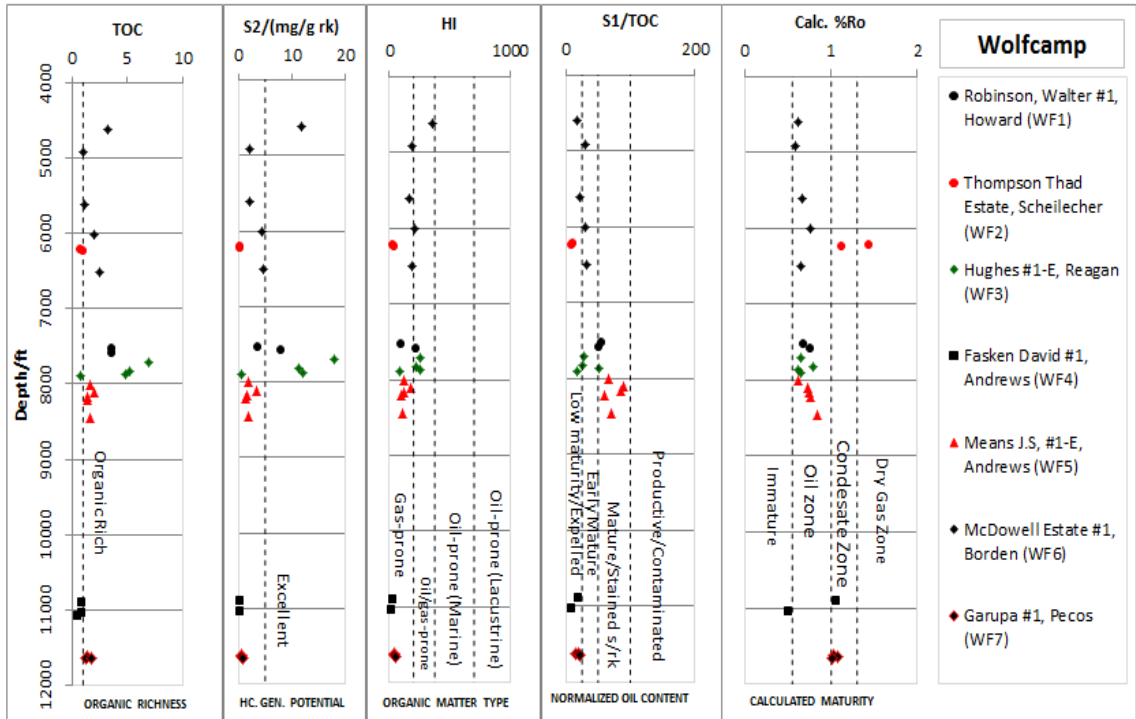 TOC
0 5 10
S2/(mg/g rk)
0 10 20
HI
0 1000
S1/TOC
0 100 200
Calc. %Ro
0 1 2
Wolfcamp
Depth/ft
4000
5000
6000
7000
8000
9000
10000
11000
12000
Organic Rich
Excellent
Gas-prone
Oil/gas-prone
Oil-prone (Marine)
Oil-prone (Lacustrine)
Low maturity/Expelled
Early Mature
Mature/Stained s/rk
Productive/Contaminated
Immature
Oil zone
Condesate Zone
Dry Gas Zone
ORGANIC RICHNESS
HC. GEN. POTENTIAL
ORGANIC MATTER TYPE
NORMALIZED OIL CONTENT
CALCULATED MATURITY
Robinson, Walter #1,
Howard (WF1)
Thompson Thad
Estate, Scheilecher
(WF2)
Hughes #1-E, Reagan
(WF3)
Fasken David #1,
Andrews (WF4)
Means J.S, #1-E,
Andrews (WF5)
McDowell Estate #1,
Borden (WF6)
Garupa #1, Pecos
(WF7)